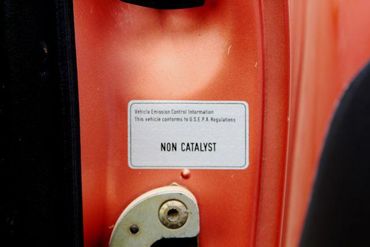 Vehicle Emission Control Information
This vehicle conforms to U.S.E.P.A. Regulations
NON CATALYST